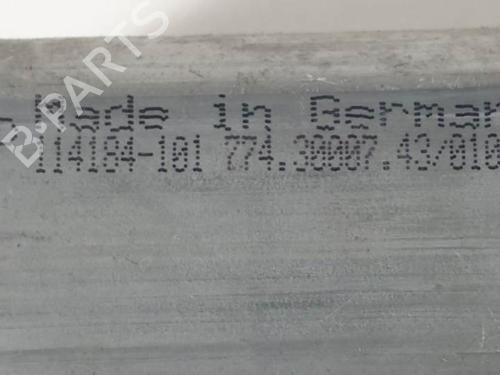 B-PARTS
- Made in German
114184-101 774.30007.43/010